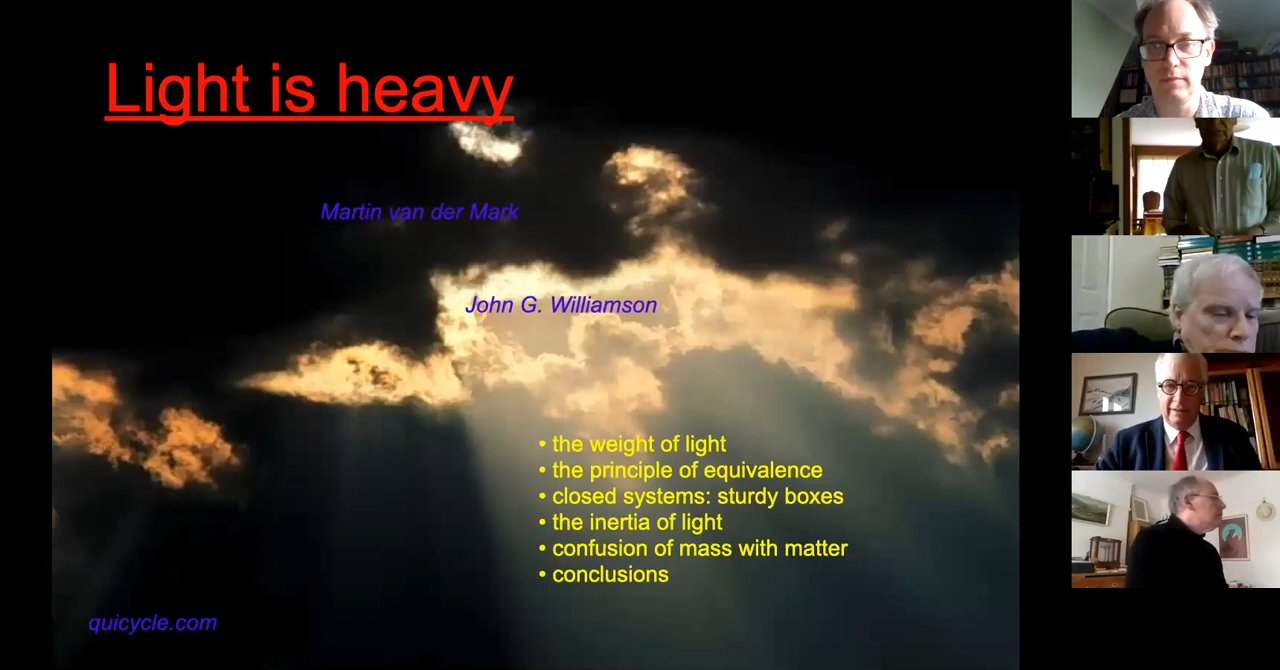 Light is heavy
Martin van der Mark
John G. Williamson
• the weight of light
• the principle of equivalence
• closed systems: sturdy boxes
• the inertia of light
• confusion of mass with matter
• conclusions
quicycle.com